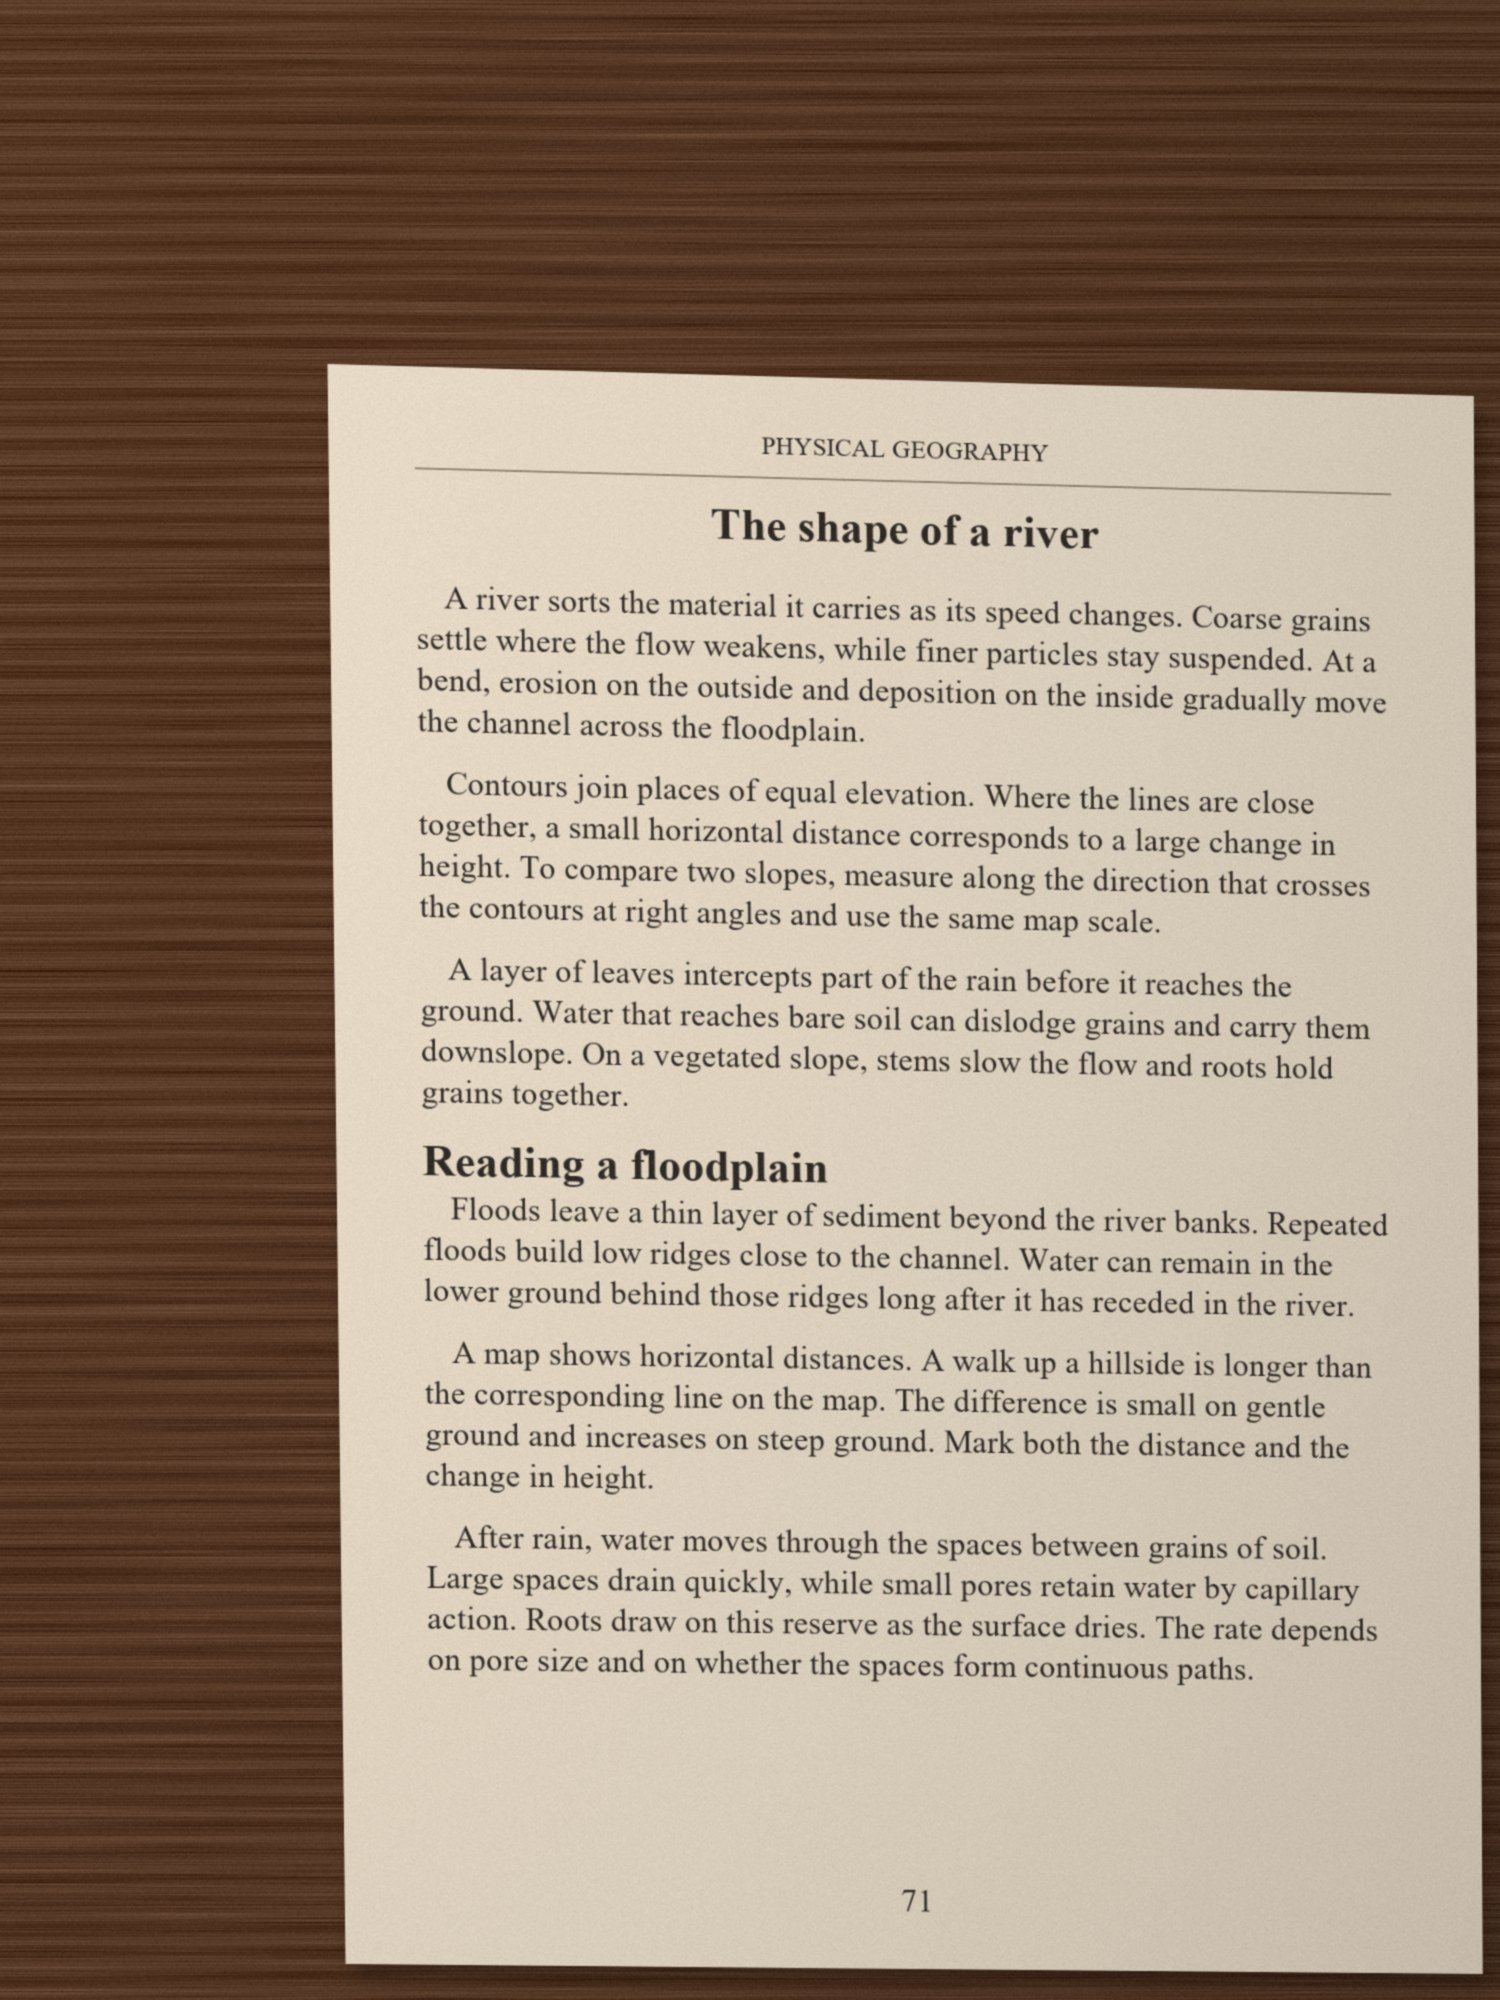 PHYSICAL GEOGRAPHY
The shape of a river
A river sorts the material it carries as its speed changes. Coarse grains
settle where the flow weakens, while finer particles stay suspended. At a
bend, erosion on the outside and deposition on the inside gradually move
the channel across the floodplain.
Contours join places of equal elevation. Where the lines are close
together, a small horizontal distance corresponds to a large change in
height. To compare two slopes, measure along the direction that crosses
the contours at right angles and use the same map scale.
A layer of leaves intercepts part of the rain before it reaches the
ground. Water that reaches bare soil can dislodge grains and carry them
downslope. On a vegetated slope, stems slow the flow and roots hold
grains together.
Reading a floodplain
Floods leave a thin layer of sediment beyond the river banks. Repeated
floods build low ridges close to the channel. Water can remain in the
lower ground behind those ridges long after it has receded in the river.
A map shows horizontal distances. A walk up a hillside is longer than
the corresponding line on the map. The difference is small on gentle
ground and increases on steep ground. Mark both the distance and the
change in height.
After rain, water moves through the spaces between grains of soil.
Large spaces drain quickly, while small pores retain water by capillary
action. Roots draw on this reserve as the surface dries. The rate depends
on pore size and on whether the spaces form continuous paths.
71